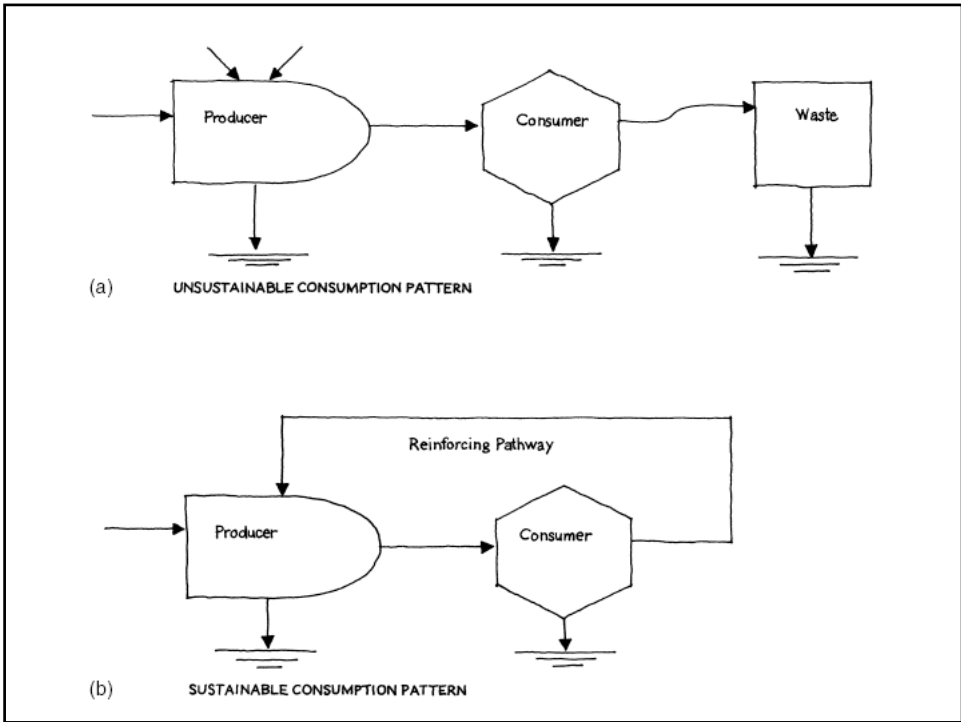 Producer
Consumer
Waste
(a) UNSUSTAINABLE CONSUMPTION PATTERN
Reinforcing Pathway
Producer
Consumer
(b) SUSTAINABLE CONSUMPTION PATTERN